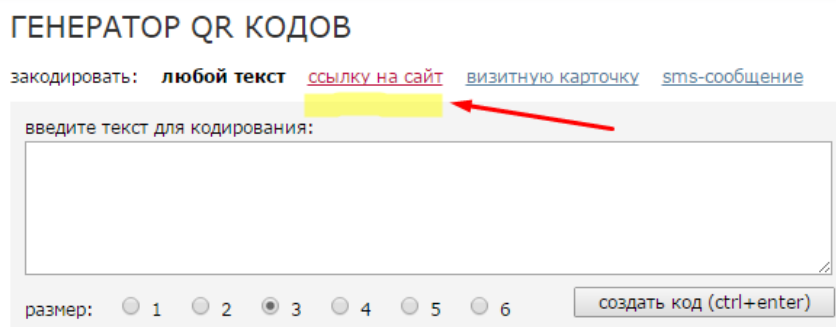 ГЕНЕРАТОР QR КОДОВ
закодировать: любой текст ссылку на сайт визитную карточку sms-сообщение
введите текст для кодирования:
размер: 1 2 3 4 5 6 создать код (ctrl+enter)